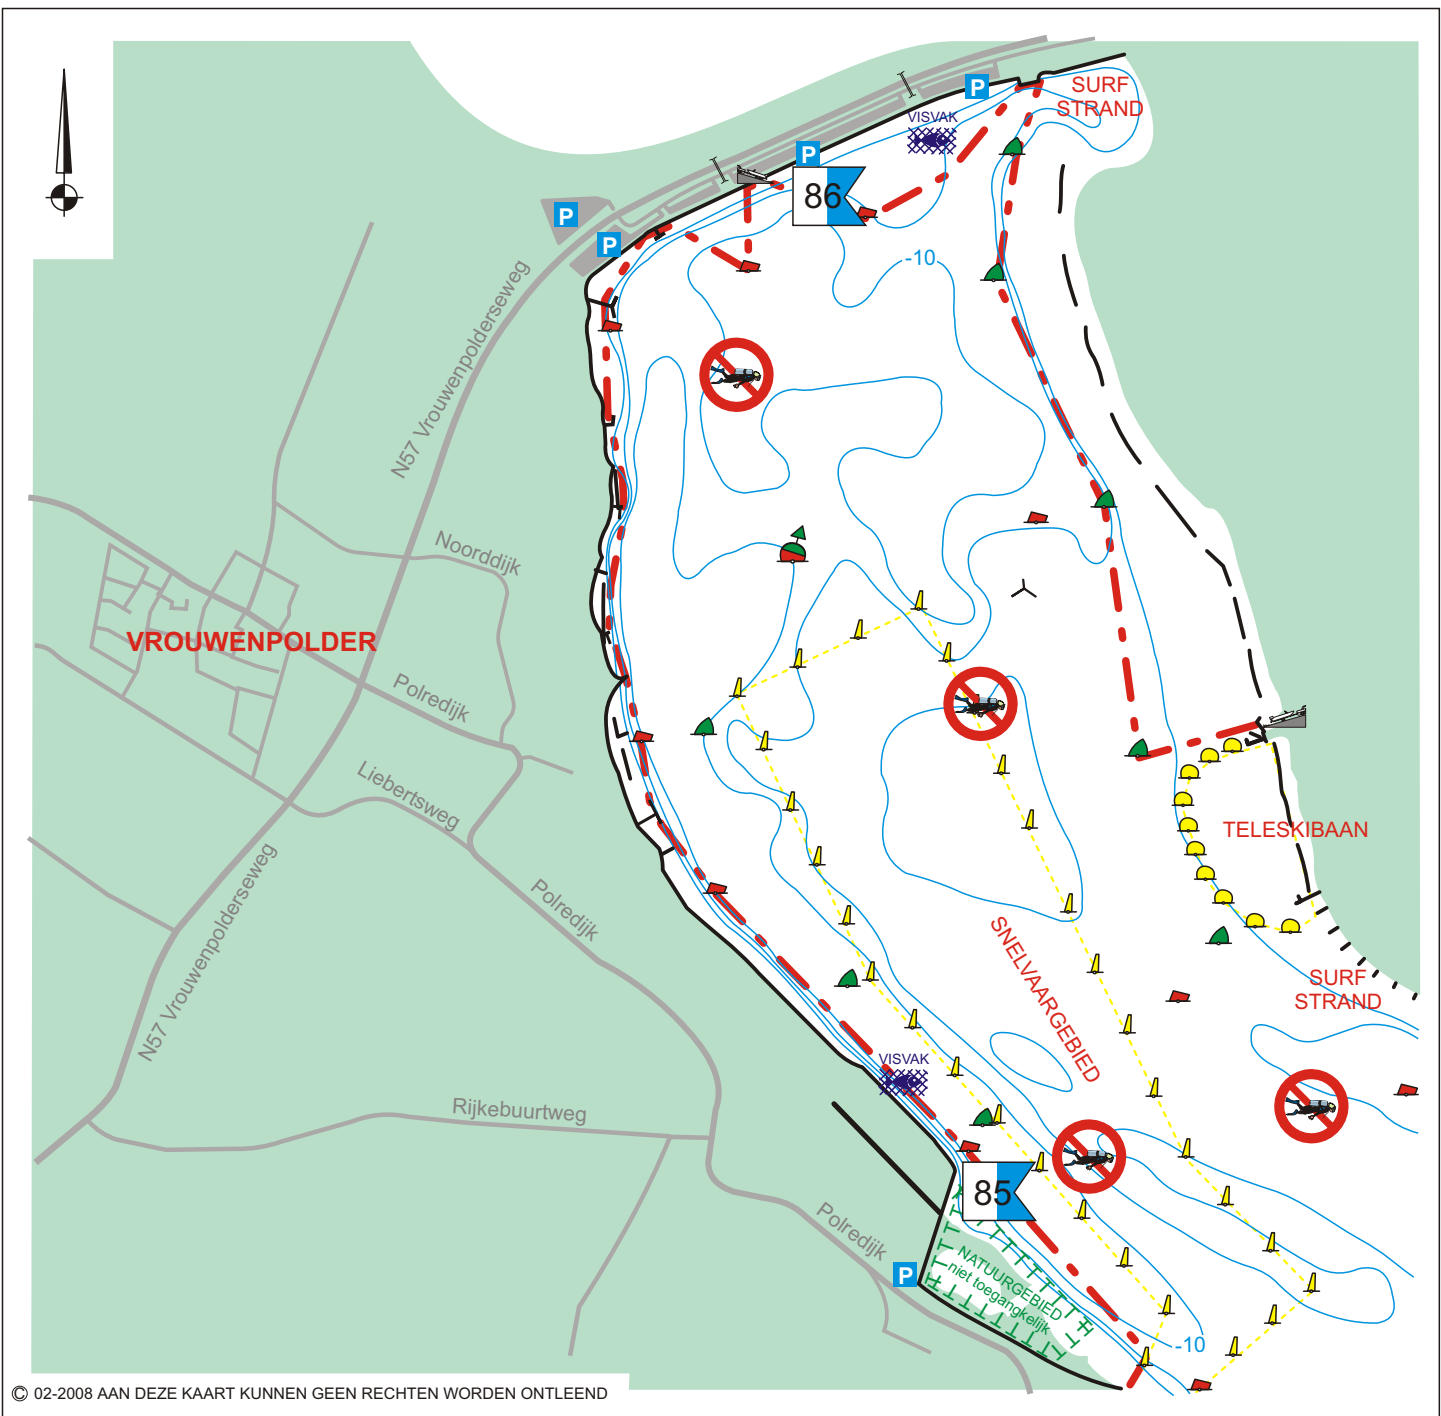 P
SURF
STRAND
VISVAK
P
86
P
P
-10
N57 Vrouwenpolderseweg
Noorddijk
VROUWENPOLDER
Polredijk
Liebertsweg
TELESKIBAAN
N57 Vrouwenpolderseweg
Polredijk
SNELVAARGEBIED
SURF
STRAND
VISVAK
Rijkebuurtweg
85
Polredijk
P
NATUURGEBIED
niet toegangkelijk
-10
© 02-2008 AAN DEZE KAART KUNNEN GEEN RECHTEN WORDEN ONTLEEND